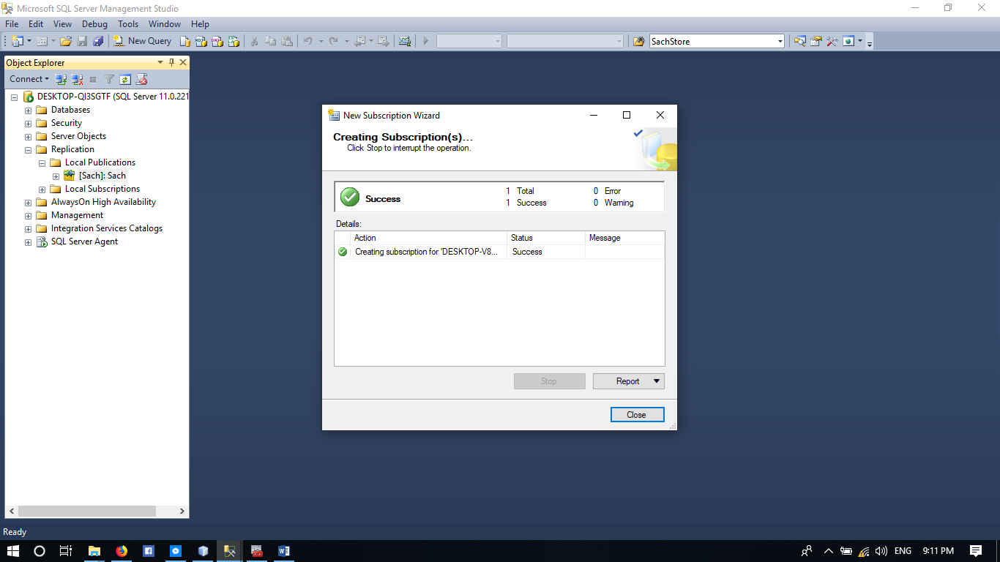 Microsoft SQL Server Management Studio
File Edit View Debug Tools Window Help
New Query
SachStore
Object Explorer
Connect
DESKTOP-QI3SGTF (SQL Server 11.0.221
Databases
Security
Server Objects
Replication
Local Publications
[Sach]: Sach
Local Subscriptions
AlwaysOn High Availability
Management
Integration Services Catalogs
SQL Server Agent
New Subscription Wizard
Creating Subscription(s)...
Click Stop to interrupt the operation.
Success
1 Total 0 Error
1 Success 0 Warning
Details:
Action Status Message
Creating subscription for 'DESKTOP-V8... Success
Stop Report
Close
Ready
ENG 9:11 PM